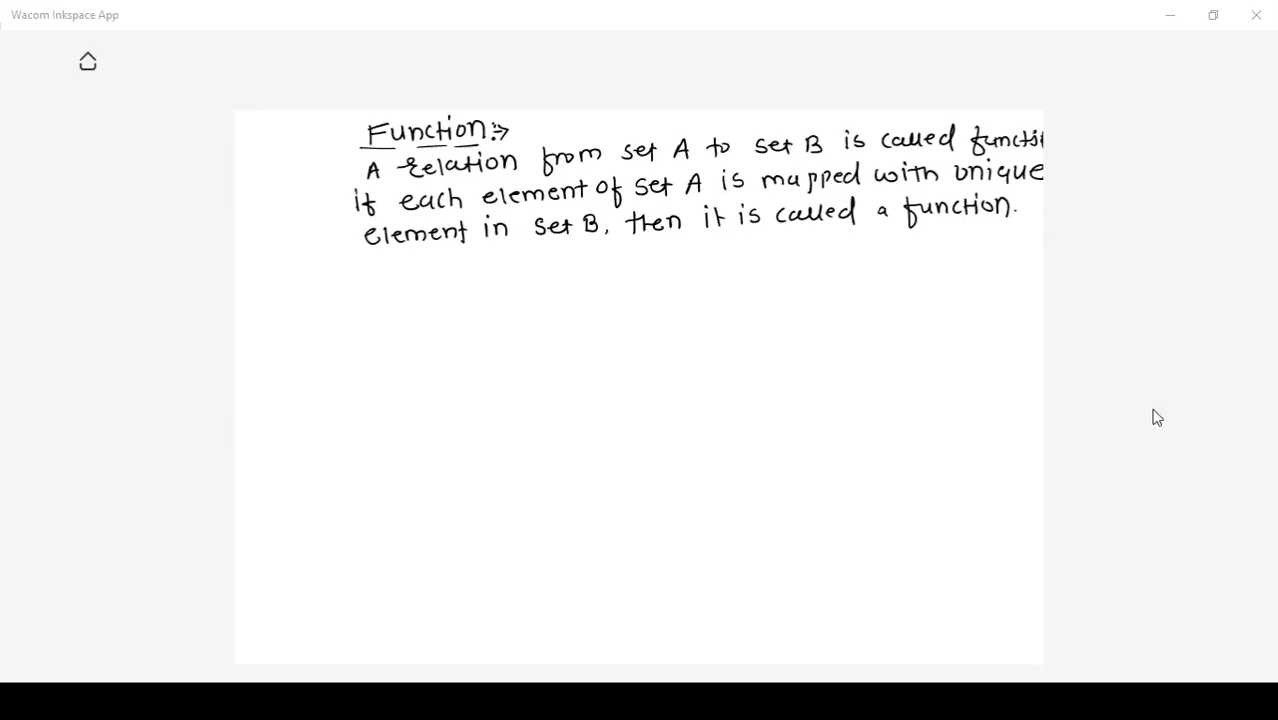 Wacom Inkspace App
Function:->
A relation from set A to set B is called functi
if each element of set A is mapped with unique
element in set B, then it is called a function.